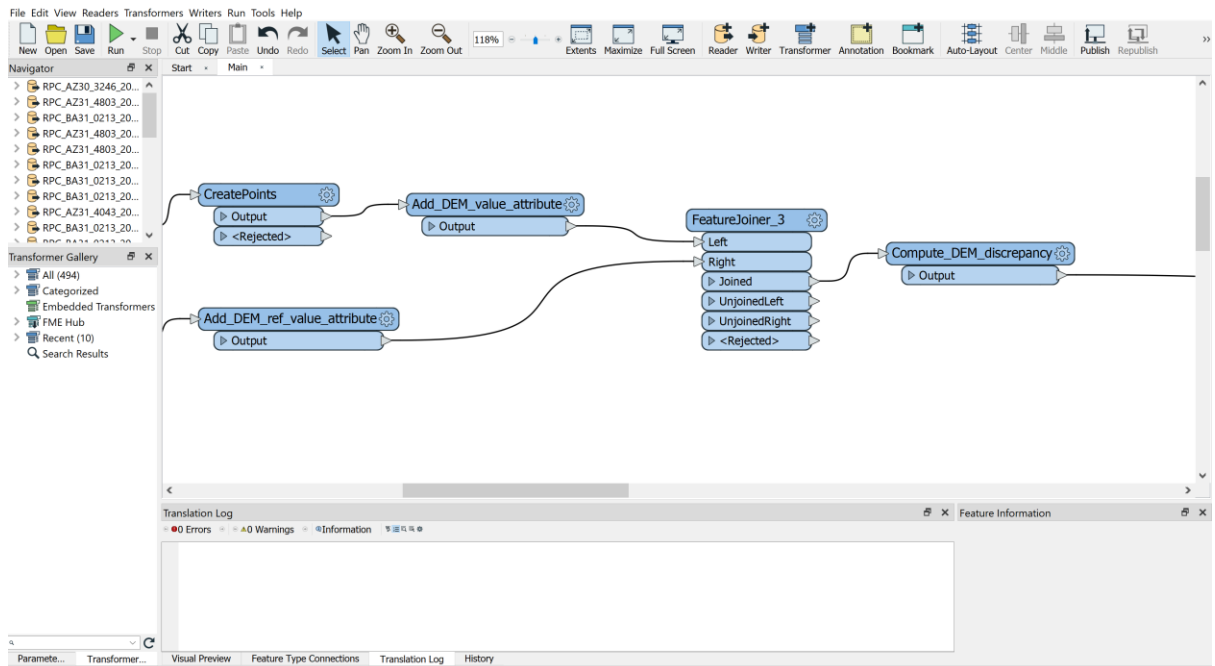 File Edit View Readers Transformers Writers Run Tools Help
New Open Save Run Stop Cut Copy Paste Undo Redo Select Pan Zoom In Zoom Out 118% Extents Maximize Full Screen Reader Writer Transformer Annotation Bookmark Auto-Layout Center Middle Publish Republish
Navigator
Start
Main
RPC_AZ30_3246_20...
RPC_AZ31_4803_20...
RPC_BA31_0213_20...
RPC_AZ31_4803_20...
RPC_AZ31_4803_20...
RPC_BA31_0213_20...
RPC_BA31_0213_20...
RPC_BA31_0213_20...
RPC_AZ31_4043_20...
RPC_BA31_0213_20...
Transformer Gallery
All (494)
Categorized
Embedded Transformers
FME Hub
Recent (10)
Search Results
CreatePoints
Output
<Rejected>
Add_DEM_value_attribute
Output
Add_DEM_ref_value_attribute
Output
FeatureJoiner_3
Left
Right
Joined
UnjoinedLeft
UnjoinedRight
<Rejected>
Compute_DEM_discrepancy
Output
Translation Log
0 Errors 0 Warnings Information
Feature Information
Paramete... Transformer... Visual Preview Feature Type Connections Translation Log History